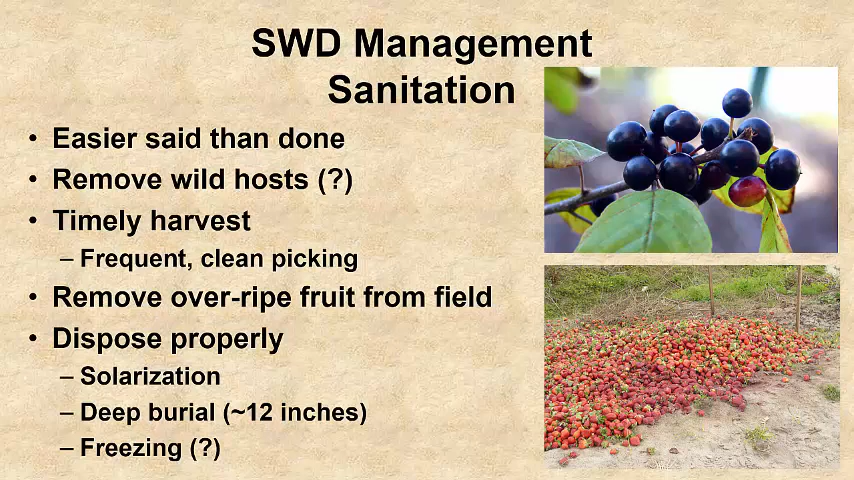 SWD Management
Sanitation
• Easier said than done
• Remove wild hosts (?)
• Timely harvest
– Frequent, clean picking
• Remove over-ripe fruit from field
• Dispose properly
– Solarization
– Deep burial (~12 inches)
– Freezing (?)